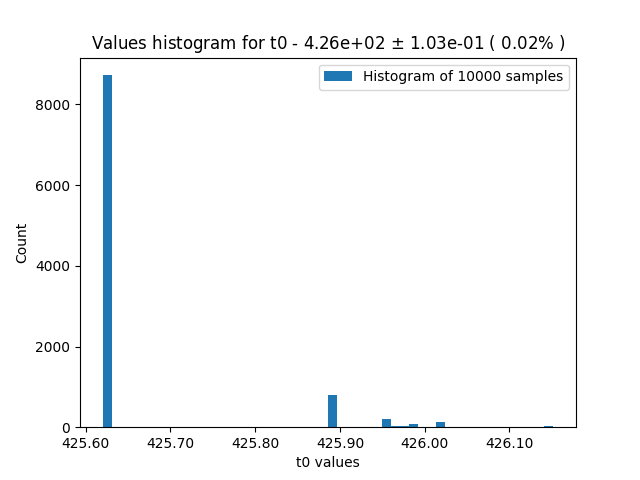 Values histogram for t0 - 4.26e+02 ± 1.03e-01 ( 0.02% )
Histogram of 10000 samples
8000
6000
4000
2000
0
Count
425.60 425.70 425.80 425.90 426.00 426.10
t0 values